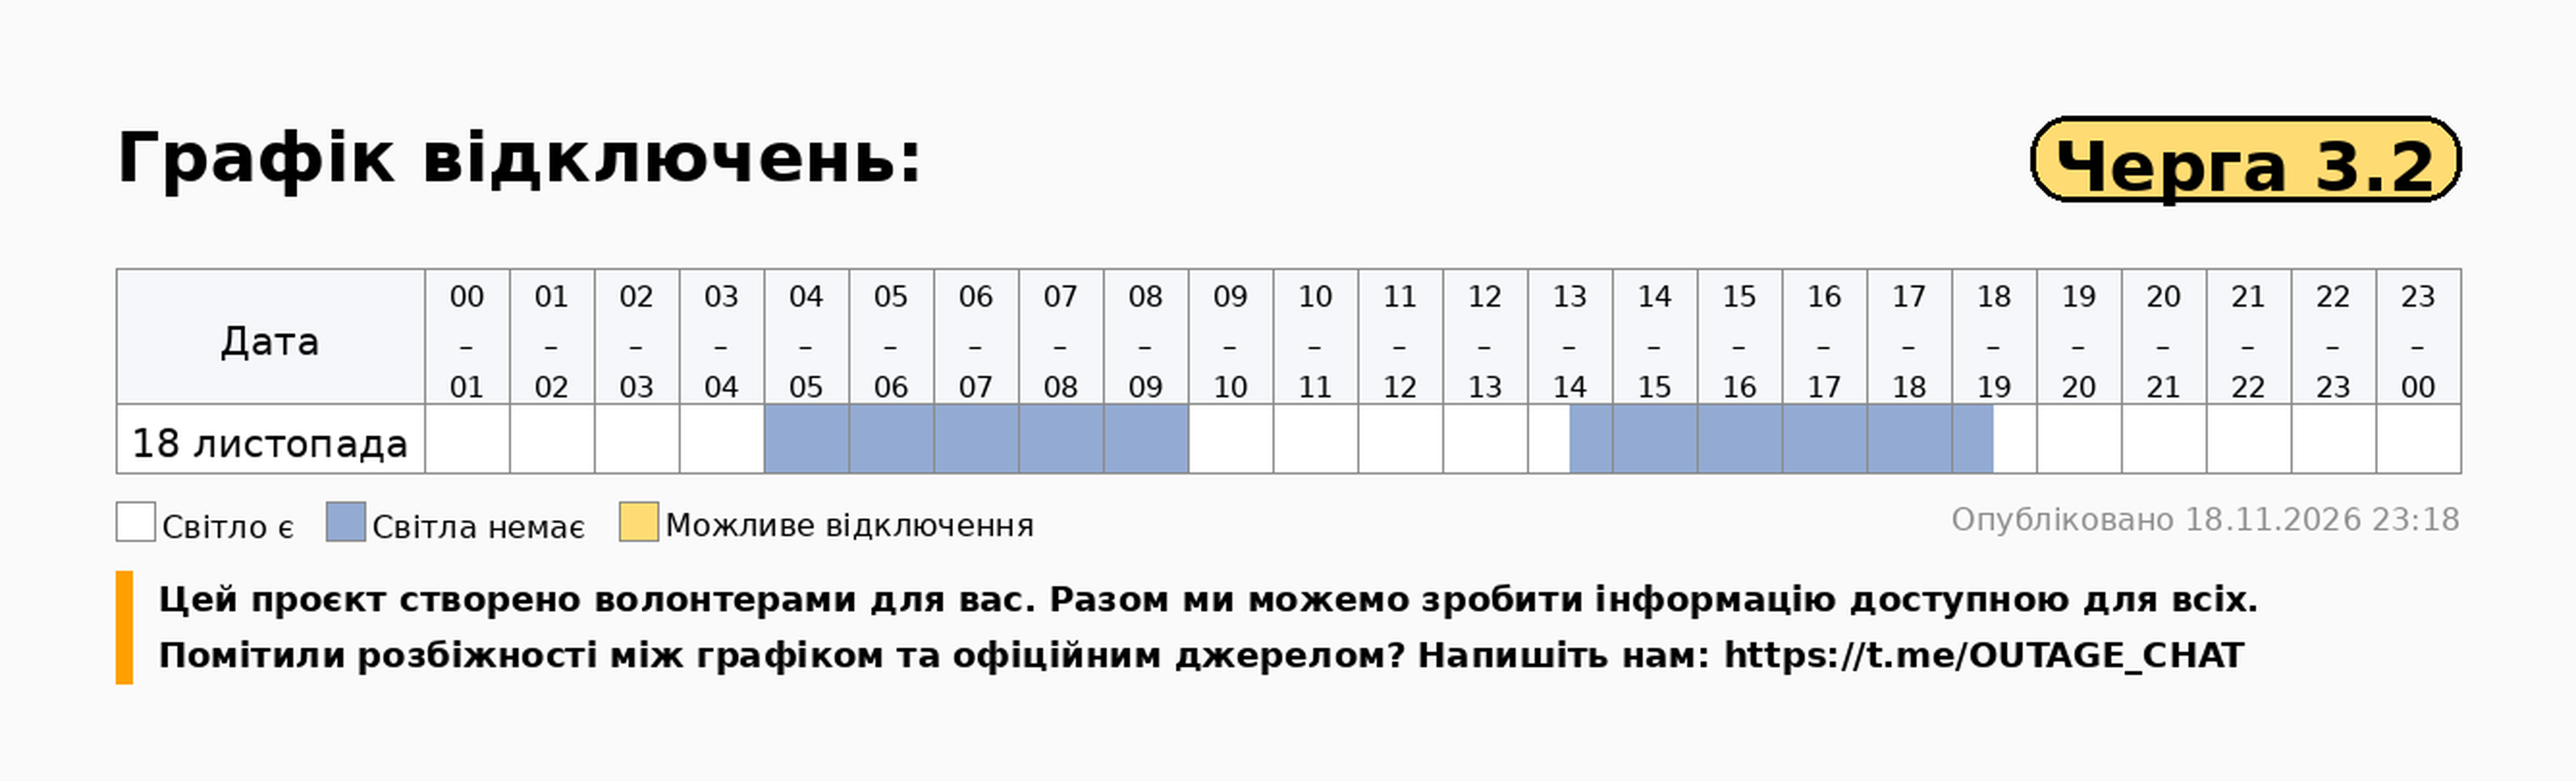 Графік відключень:
Черга 3.2
Дата
00 – 01
01 – 02
02 – 03
03 – 04
04 – 05
05 – 06
06 – 07
07 – 08
08 – 09
09 – 10
10 – 11
11 – 12
12 – 13
13 – 14
14 – 15
15 – 16
16 – 17
17 – 18
18 – 19
19 – 20
20 – 21
21 – 22
22 – 23
23 – 00
18 листопада
Світло є
Світла немає
Можливе відключення
Опубліковано 18.11.2026 23:18
Цей проєкт створено волонтерами для вас. Разом ми можемо зробити інформацію доступною для всіх.
Помітили розбіжності між графіком та офіційним джерелом? Напишіть нам: https://t.me/OUTAGE_CHAT